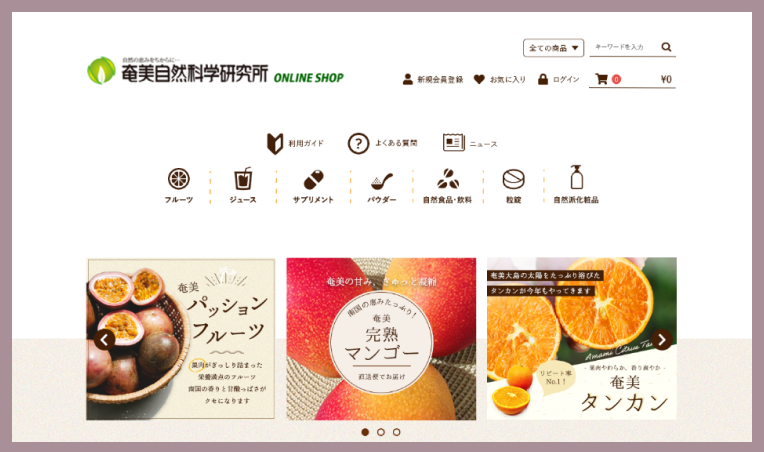 全ての商品
キーワードを入力
自然の恵みをちからに…
奄美自然科学研究所 ONLINE SHOP
新規会員登録
お気に入り
ログイン
0
¥0
利用ガイド
よくある質問
ニュース
フルーツ
ジュース
サプリメント
パウダー
自然食品・飲料
粒錠
自然派化粧品
奄美
パッション
フルーツ
果肉がぎっしり詰まった
栄養満点のフルーツ
南国の香りと甘酸っぱさが
クセになります
奄美の甘み、ぎゅっと凝縮
南国の恵みたっぷり!
奄美
完熟
マンゴー
直送便でお届け
奄美大島の太陽をたっぷり浴びた
タンカンが今年もやってきます
Amami Citrus Tan
リピート率
No.1!
果肉やわらか、香り爽やか
奄美
タンカン